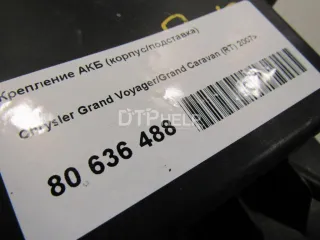 Крепление АКБ (корпус/подставка)
Chrysler Grand Voyager/Grand Caravan (RT) 2007>
80 636 488
DTPHELP